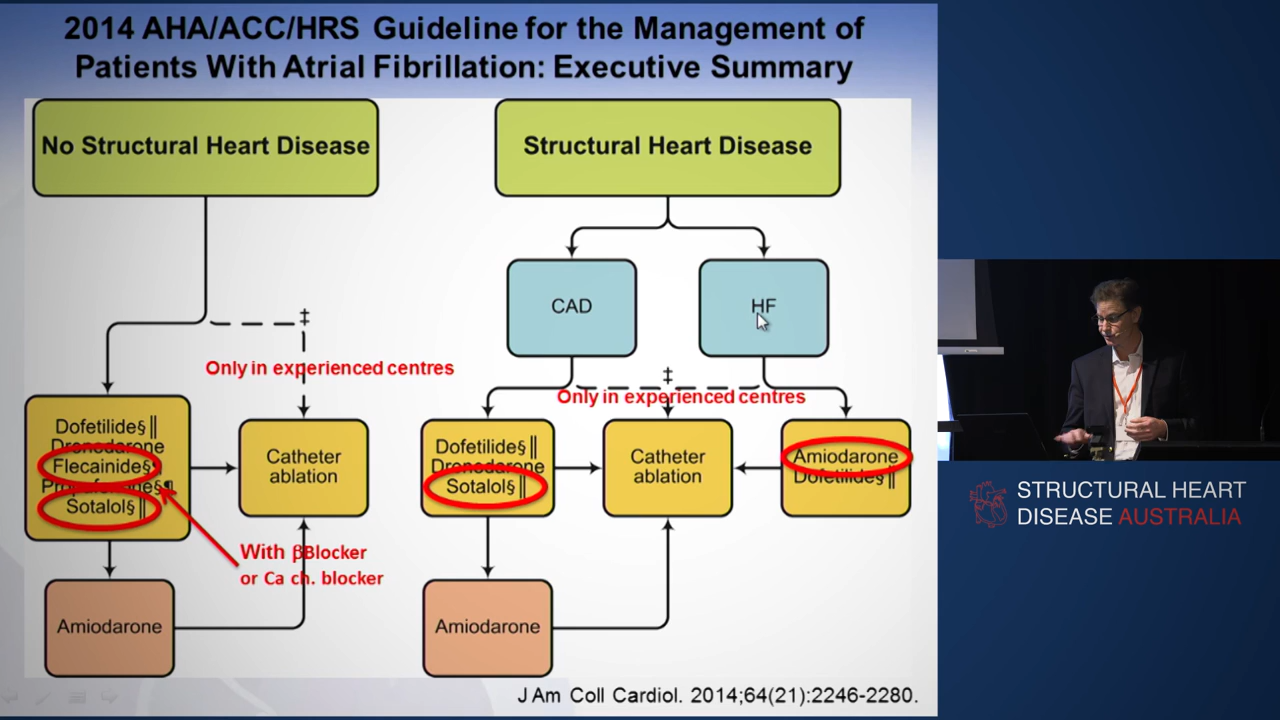 2014 AHA/ACC/HRS Guideline for the Management of
Patients With Atrial Fibrillation: Executive Summary
No Structural Heart Disease
Structural Heart Disease
CAD
HF
‡
Only in experienced centres
‡
Only in experienced centres
Dofetilide§‖
Dronedarone
Flecainide§¶
Propafenone§¶
Sotalol§‖
Catheter
ablation
Dofetilide§‖
Dronedarone
Sotalol§‖
Catheter
ablation
Amiodarone
Dofetilide§‖
With βBlocker
or Ca ch. blocker
Amiodarone
Amiodarone
J Am Coll Cardiol. 2014;64(21):2246-2280.
STRUCTURAL HEART
DISEASE AUSTRALIA